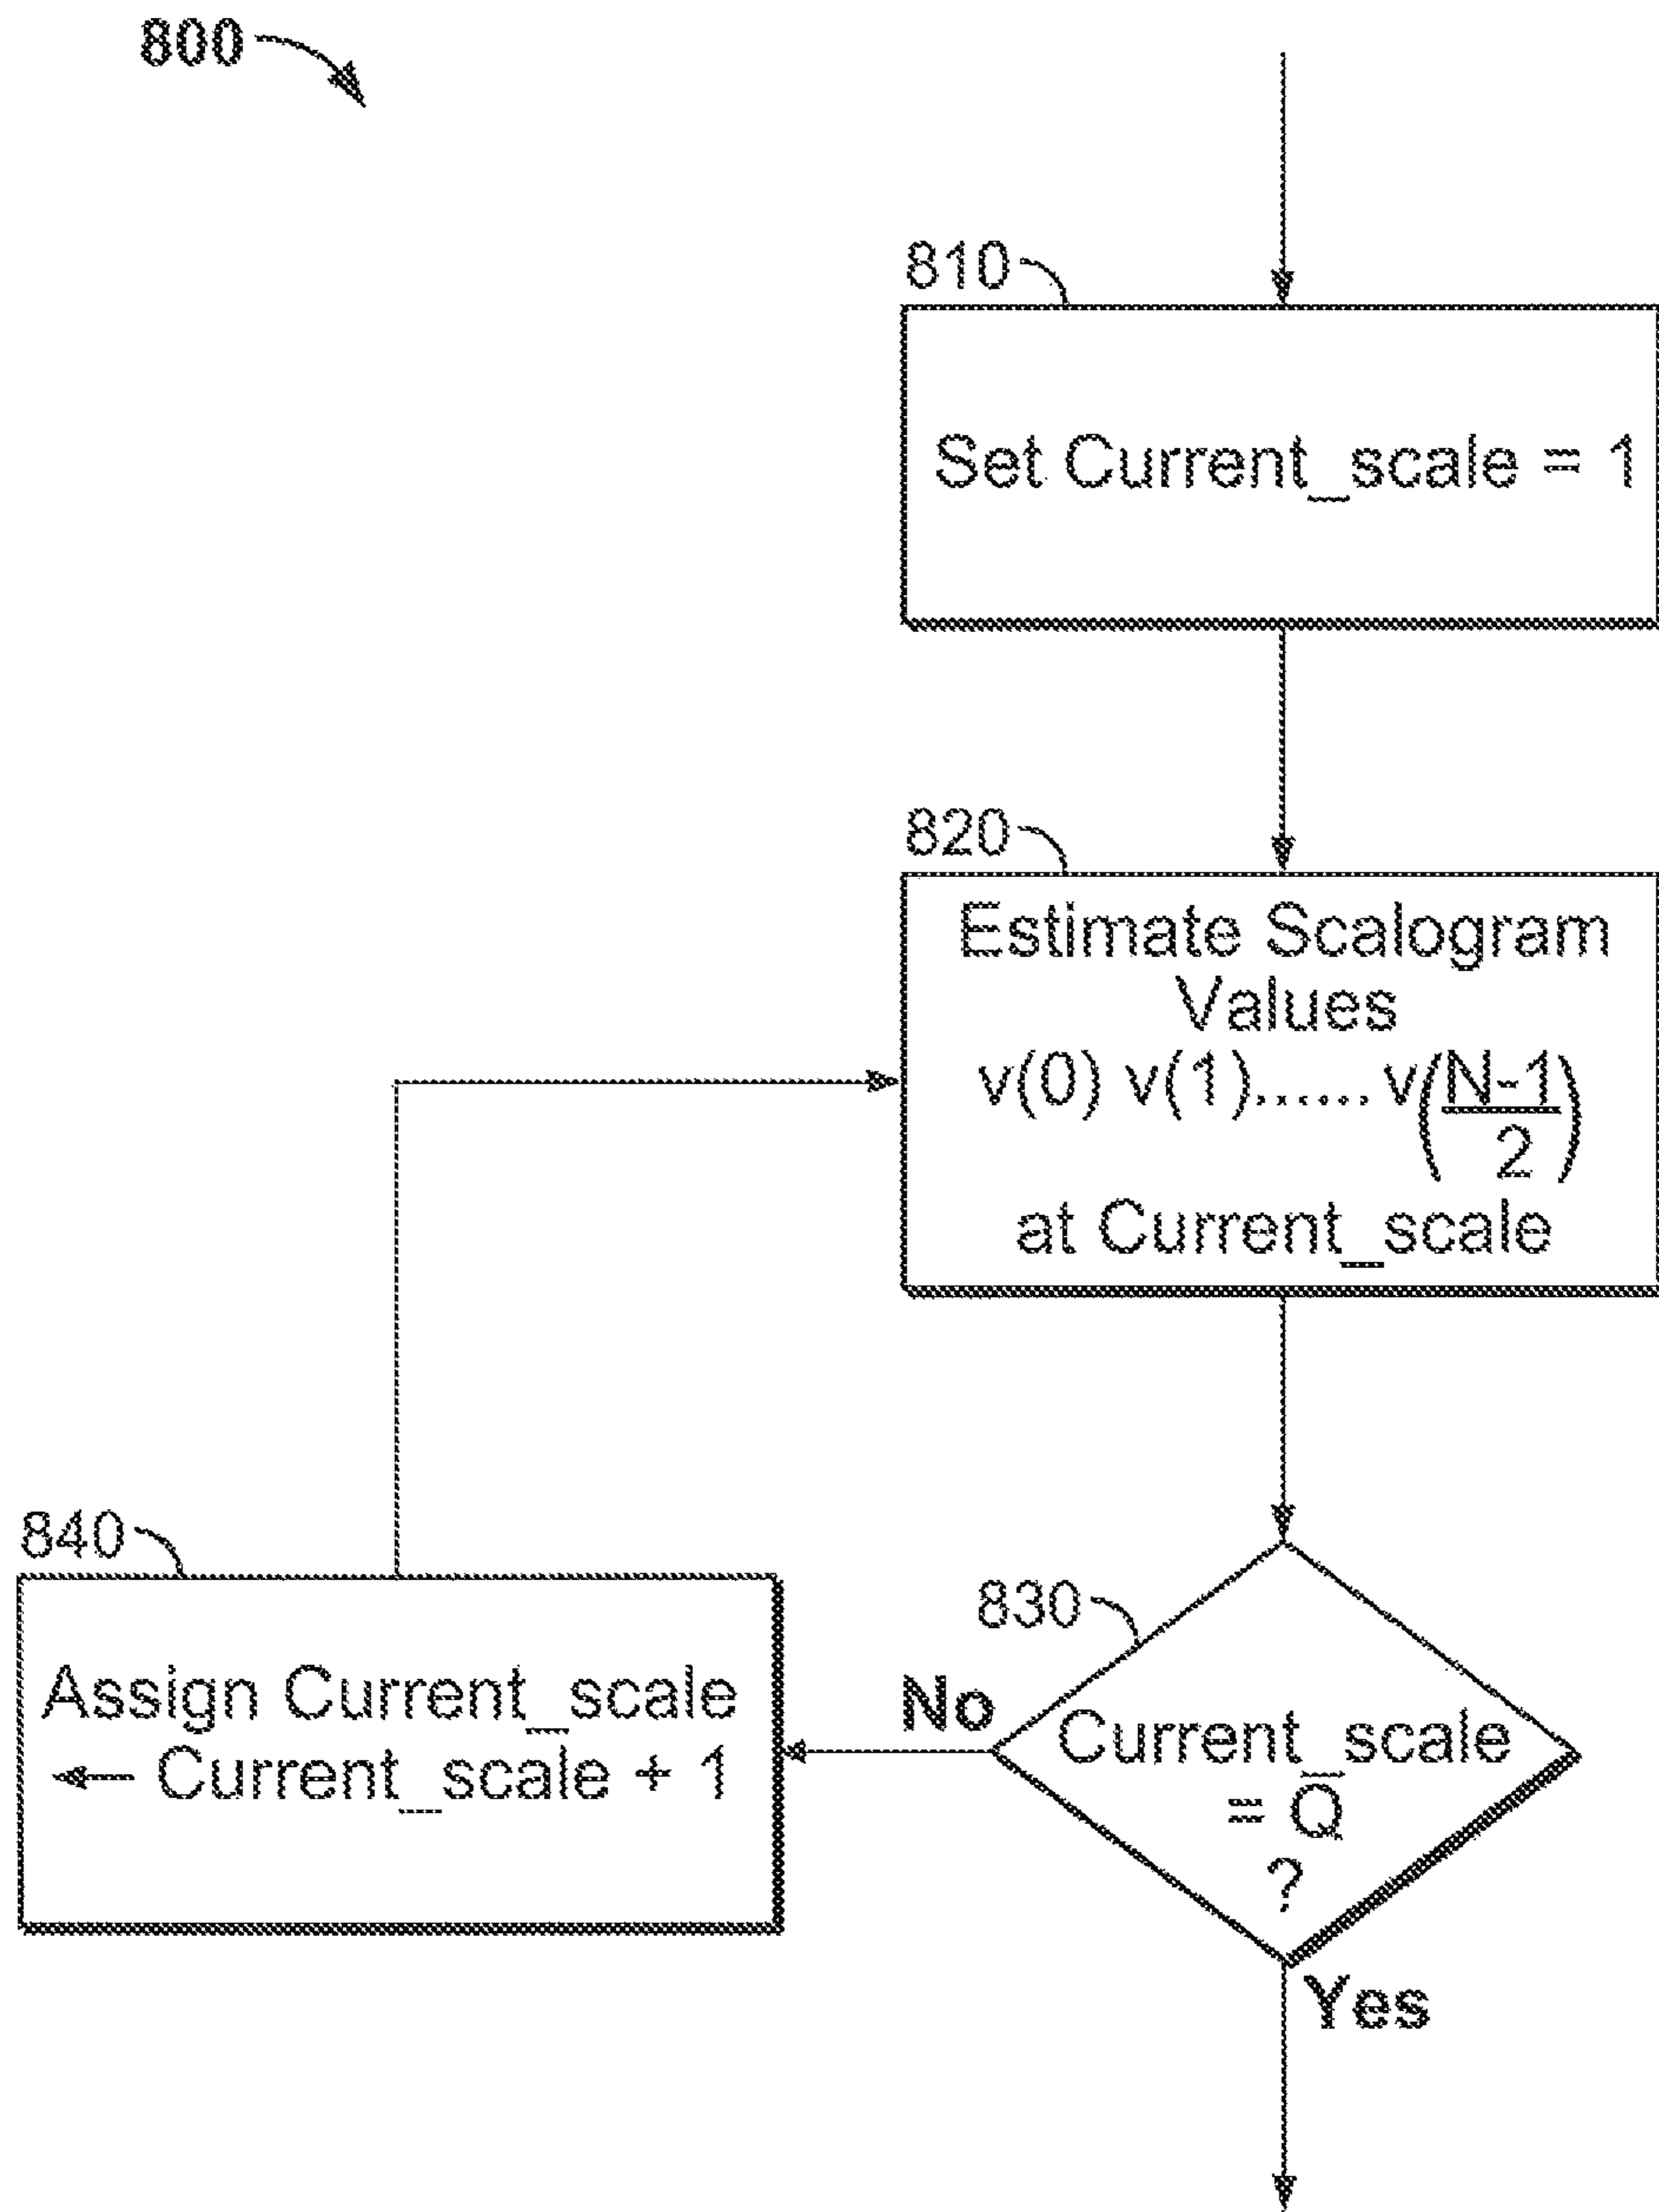 800
810
Set Current_scale = 1
820
Estimate Scalogram
Values
v(0) v(1)...... v(N-1/2)
at Current_scale
840
Assign Current_scale
← Current_scale + 1
830
No
Current_scale
= Q
?
Yes